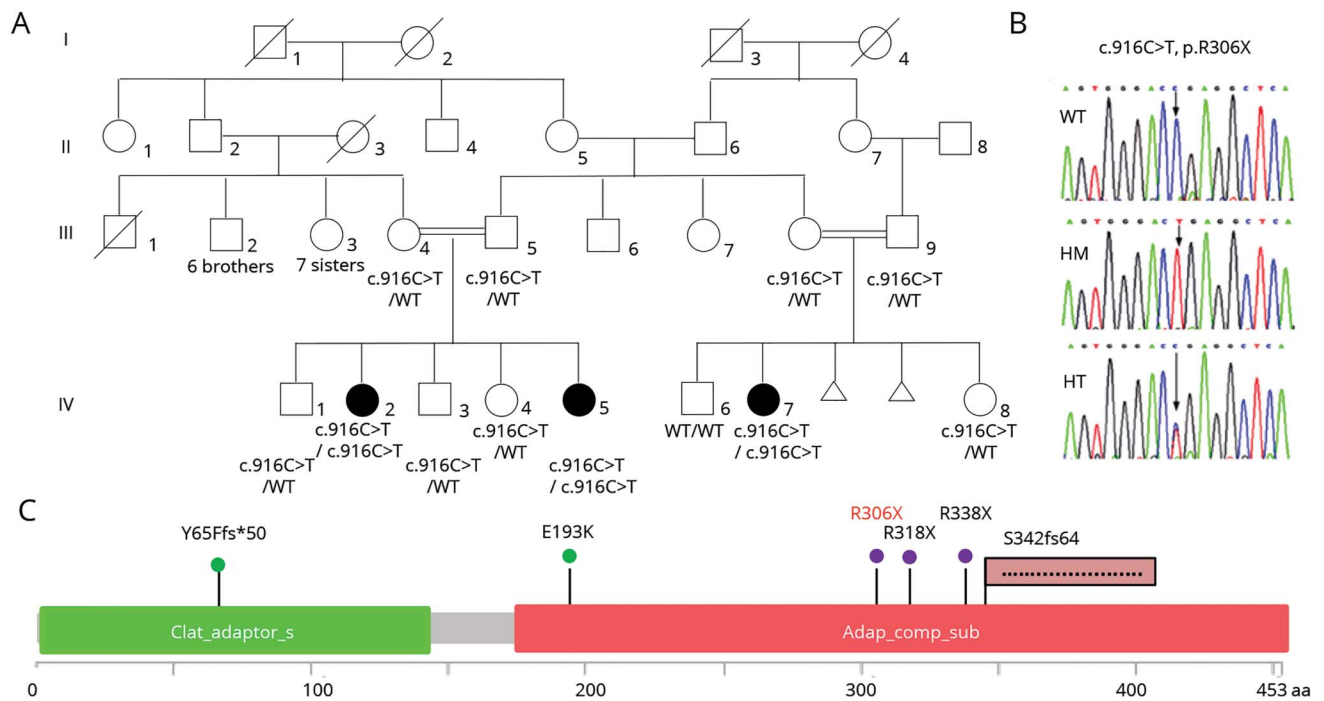 A
B
I
1
2
3
4
c.916C>T, p.R306X
II
1
2
3
4
5
6
7
8
WT
III
1
2
3
4
5
6
7
9
6 brothers
7 sisters
c.916C>T
/WT
c.916C>T
/WT
c.916C>T
/WT
c.916C>T
/WT
A G T G G G A C C G A G G C T C A
HM
A G T G G G A C T G A G G C T C A
HT
A G T G G G A C C G A G G C T C A
IV
1
2
3
4
5
6
7
8
c.916C>T
/WT
c.916C>T
/ c.916C>T
c.916C>T
/WT
c.916C>T
/WT
c.916C>T
/ c.916C>T
WT/WT
c.916C>T
/ c.916C>T
c.916C>T
/WT
C
Y65Ffs*50
E193K
R306X
R318X
R338X
S342fs64
Clat_adaptor_s
Adap_comp_sub
0
100
200
300
400
453 aa